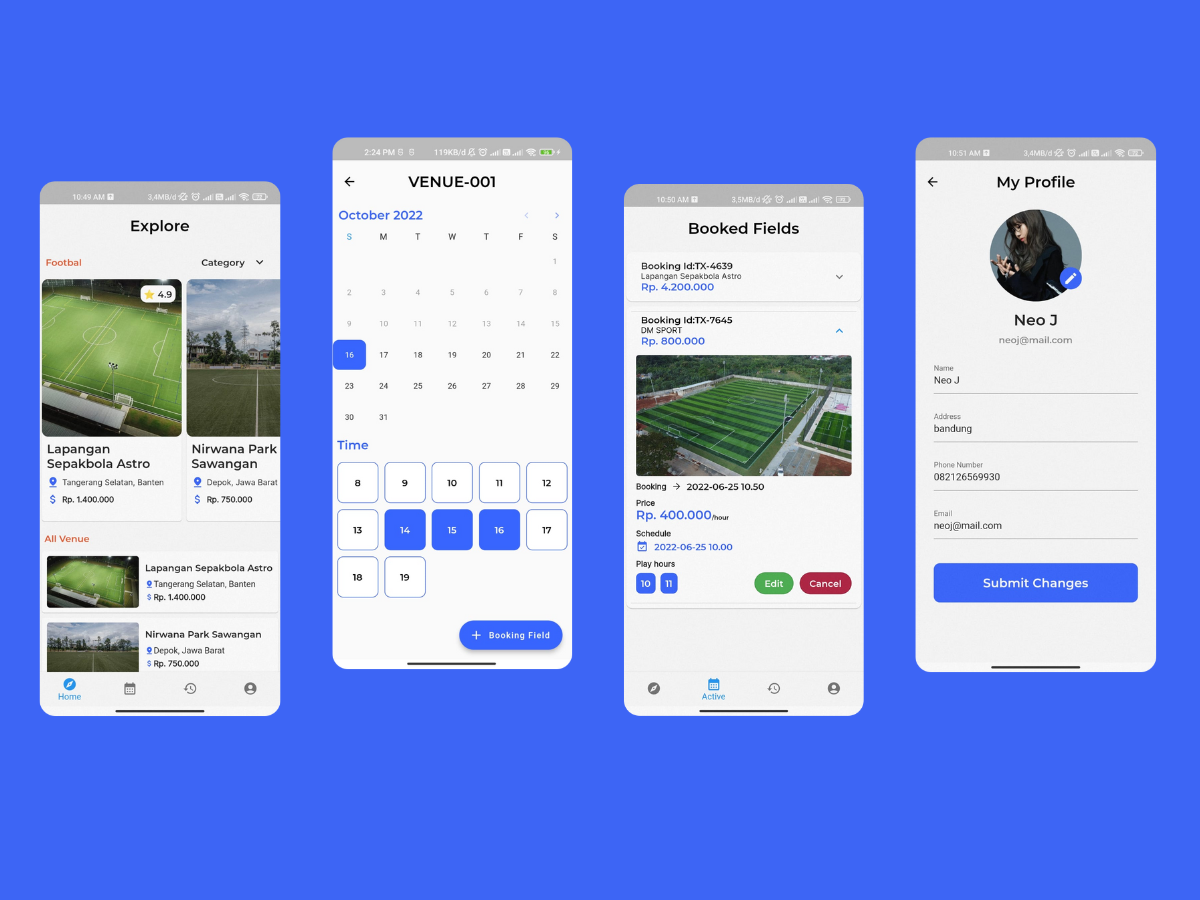 10:49 AM
3,4MB/d
Explore
Footbal
Category
4.9
Lapangan
Sepakbola Astro
Tangerang Selatan, Banten
Rp. 1.400.000
Nirwana Park
Sawangan
Depok, Jawa Barat
Rp. 750.000
All Venue
Lapangan Sepakbola Astro
Tangerang Selatan, Banten
$ Rp. 1.400.000
Nirwana Park Sawangan
Depok, Jawa Barat
$ Rp. 750.000
Home
2:24 PM
119KB/d
VENUE-001
October 2022
S M T W T F S
1
2 3 4 5 6 7 8
9 10 11 12 13 14 15
16 17 18 19 20 21 22
23 24 25 26 27 28 29
30 31
Time
8 9 10 11 12
13 14 15 16 17
18 19
+ Booking Field
10:50 AM
3,5MB/d
Booked Fields
Booking Id:TX-4639
Lapangan Sepakbola Astro
Rp. 4.200.000
Booking Id:TX-7645
DM SPORT
Rp. 800.000
Booking → 2022-06-25 10.50
Price
Rp. 400.000/hour
Schedule
2022-06-25 10.00
Play hours
10 11
Edit
Cancel
Active
10:51 AM
3,4MB/d
My Profile
Neo J
neoj@mail.com
Name
Neo J
Address
bandung
Phone Number
082126569930
Email
neoj@mail.com
Submit Changes